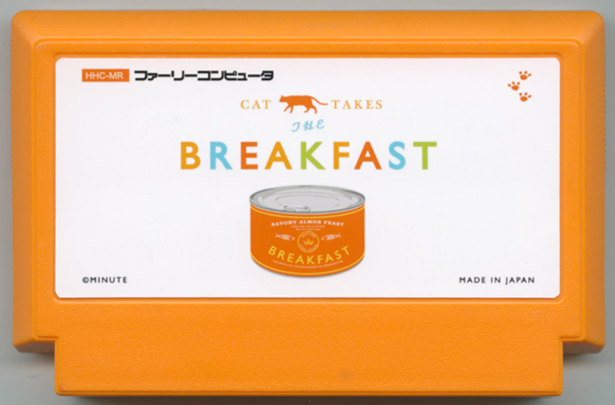 HHC-MR ファーリーコンピュータ
CAT TAKES
THE
BREAKFAST
SAVORY ALMOR FEAST
BREAKFAST
©MINUTE
MADE IN JAPAN